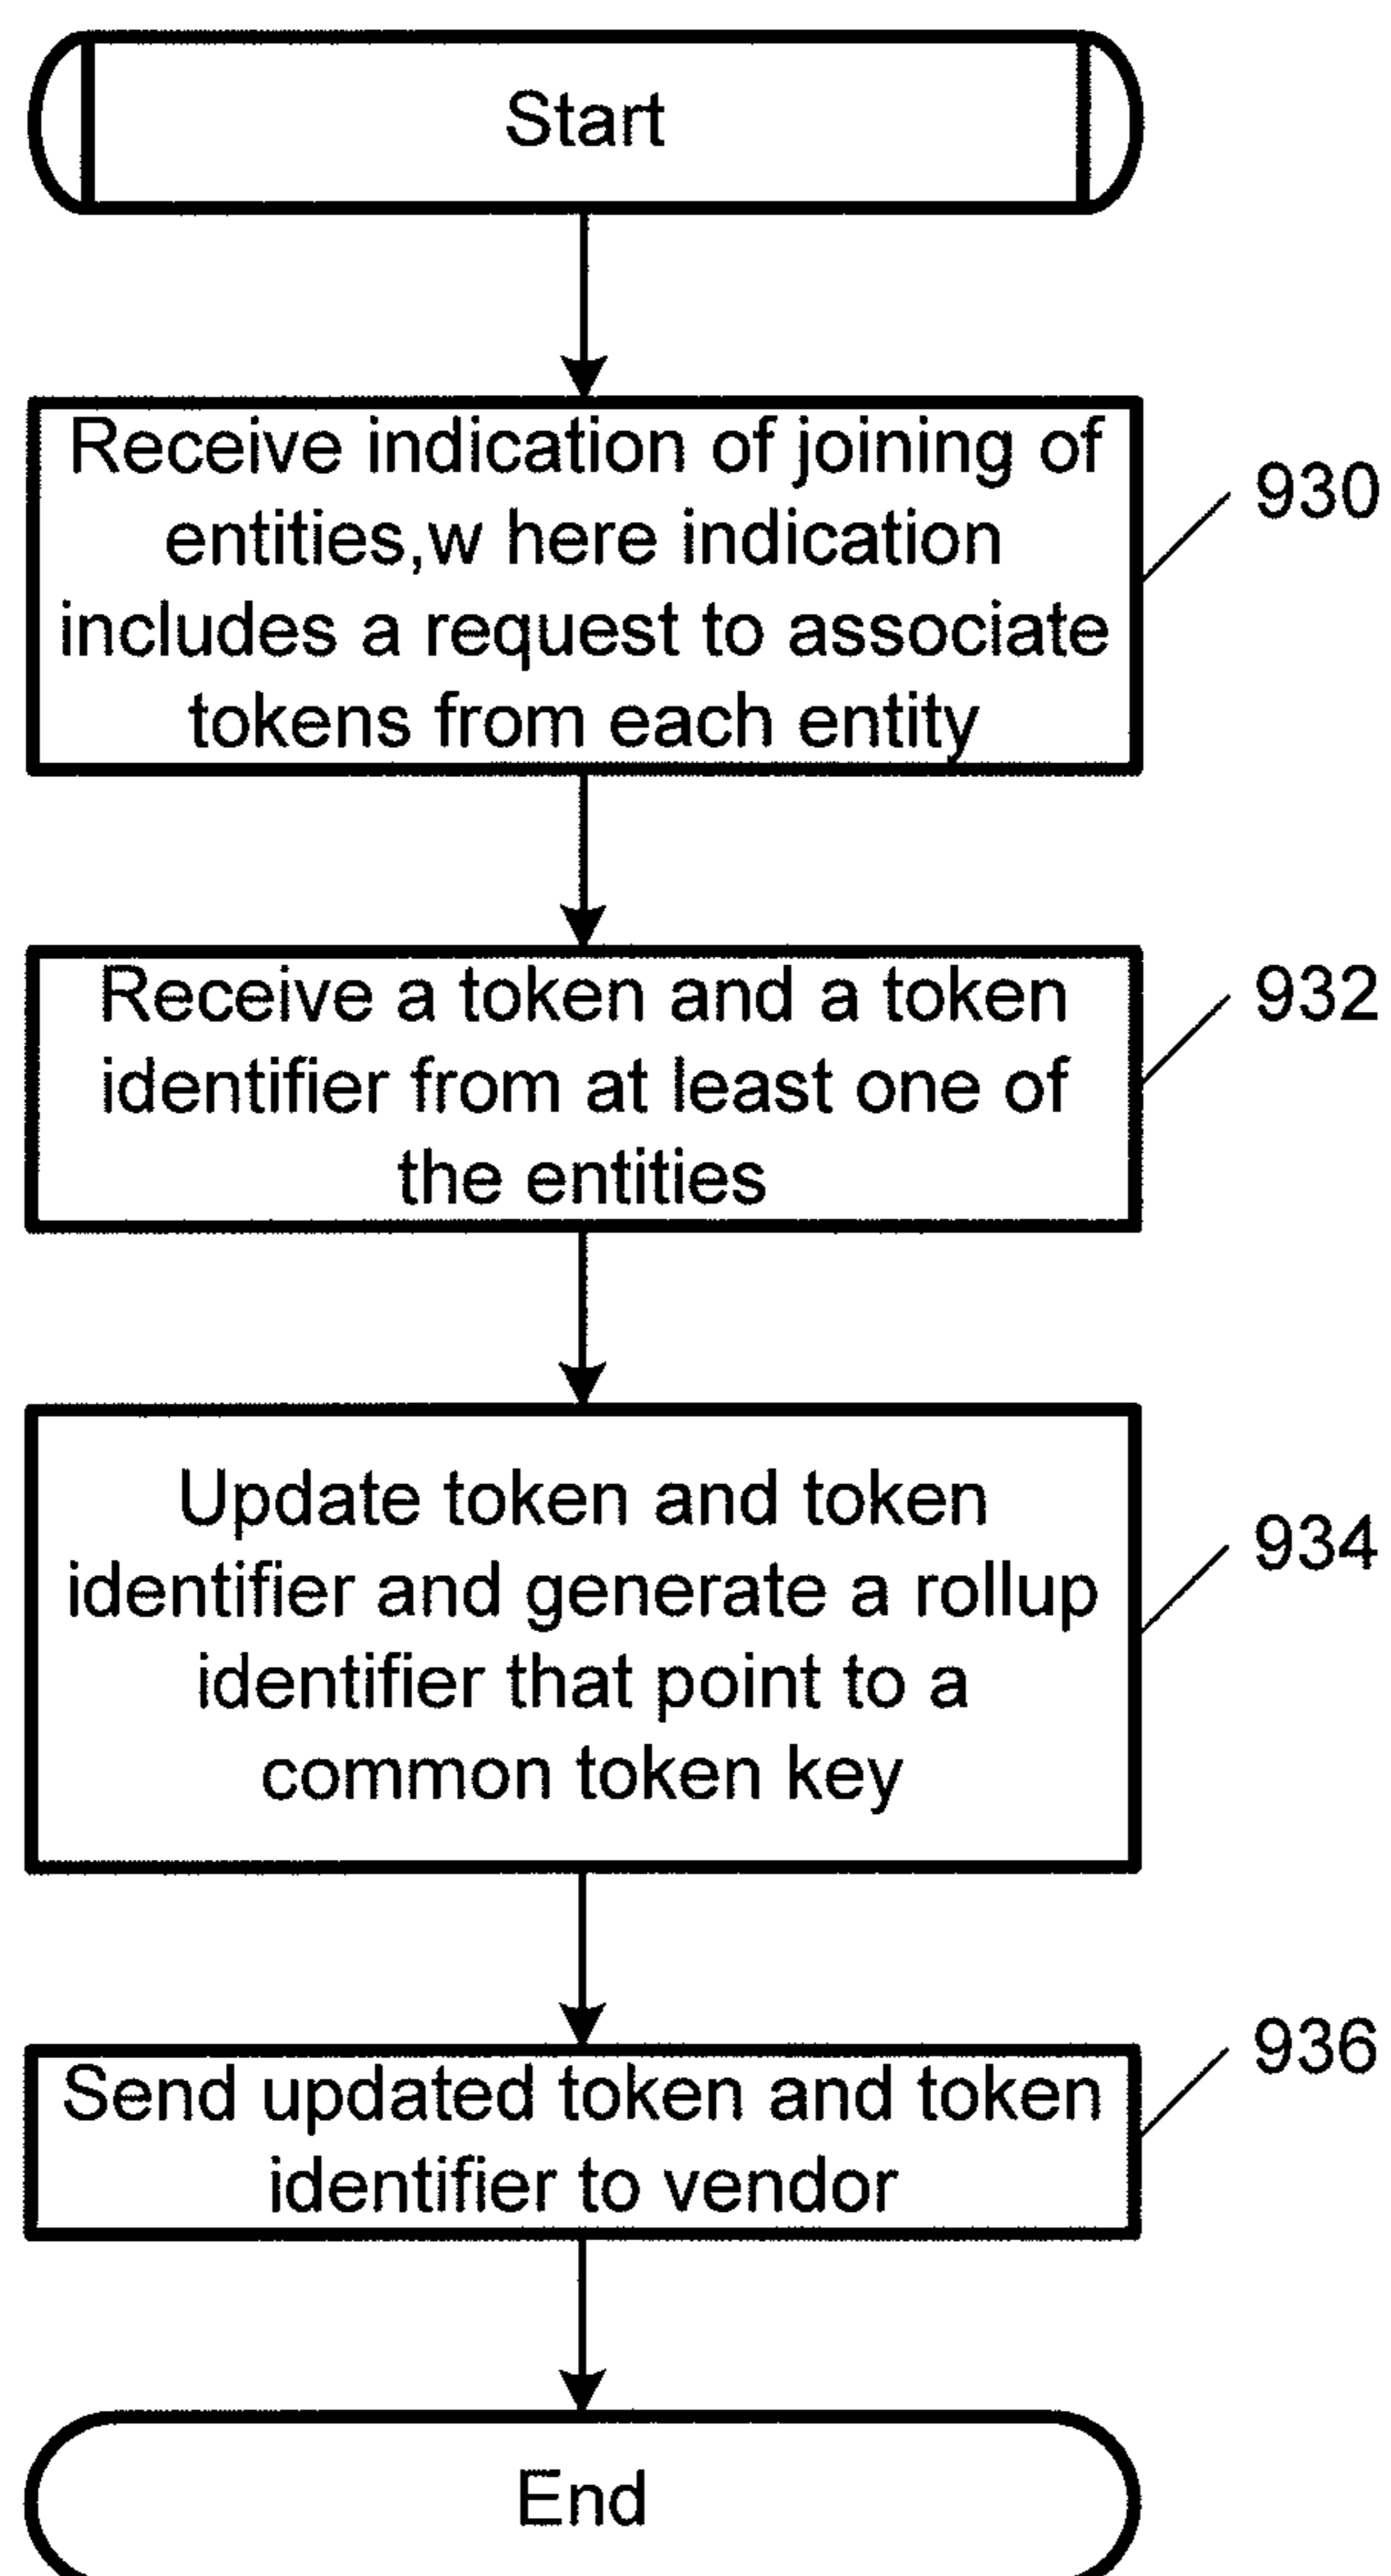 Start
Receive indication of joining of
entities,w here indication
includes a request to associate
tokens from each entity
930
Receive a token and a token
identifier from at least one of
the entities
932
Update token and token
identifier and generate a rollup
identifier that point to a
common token key
934
Send updated token and token
identifier to vendor
936
End